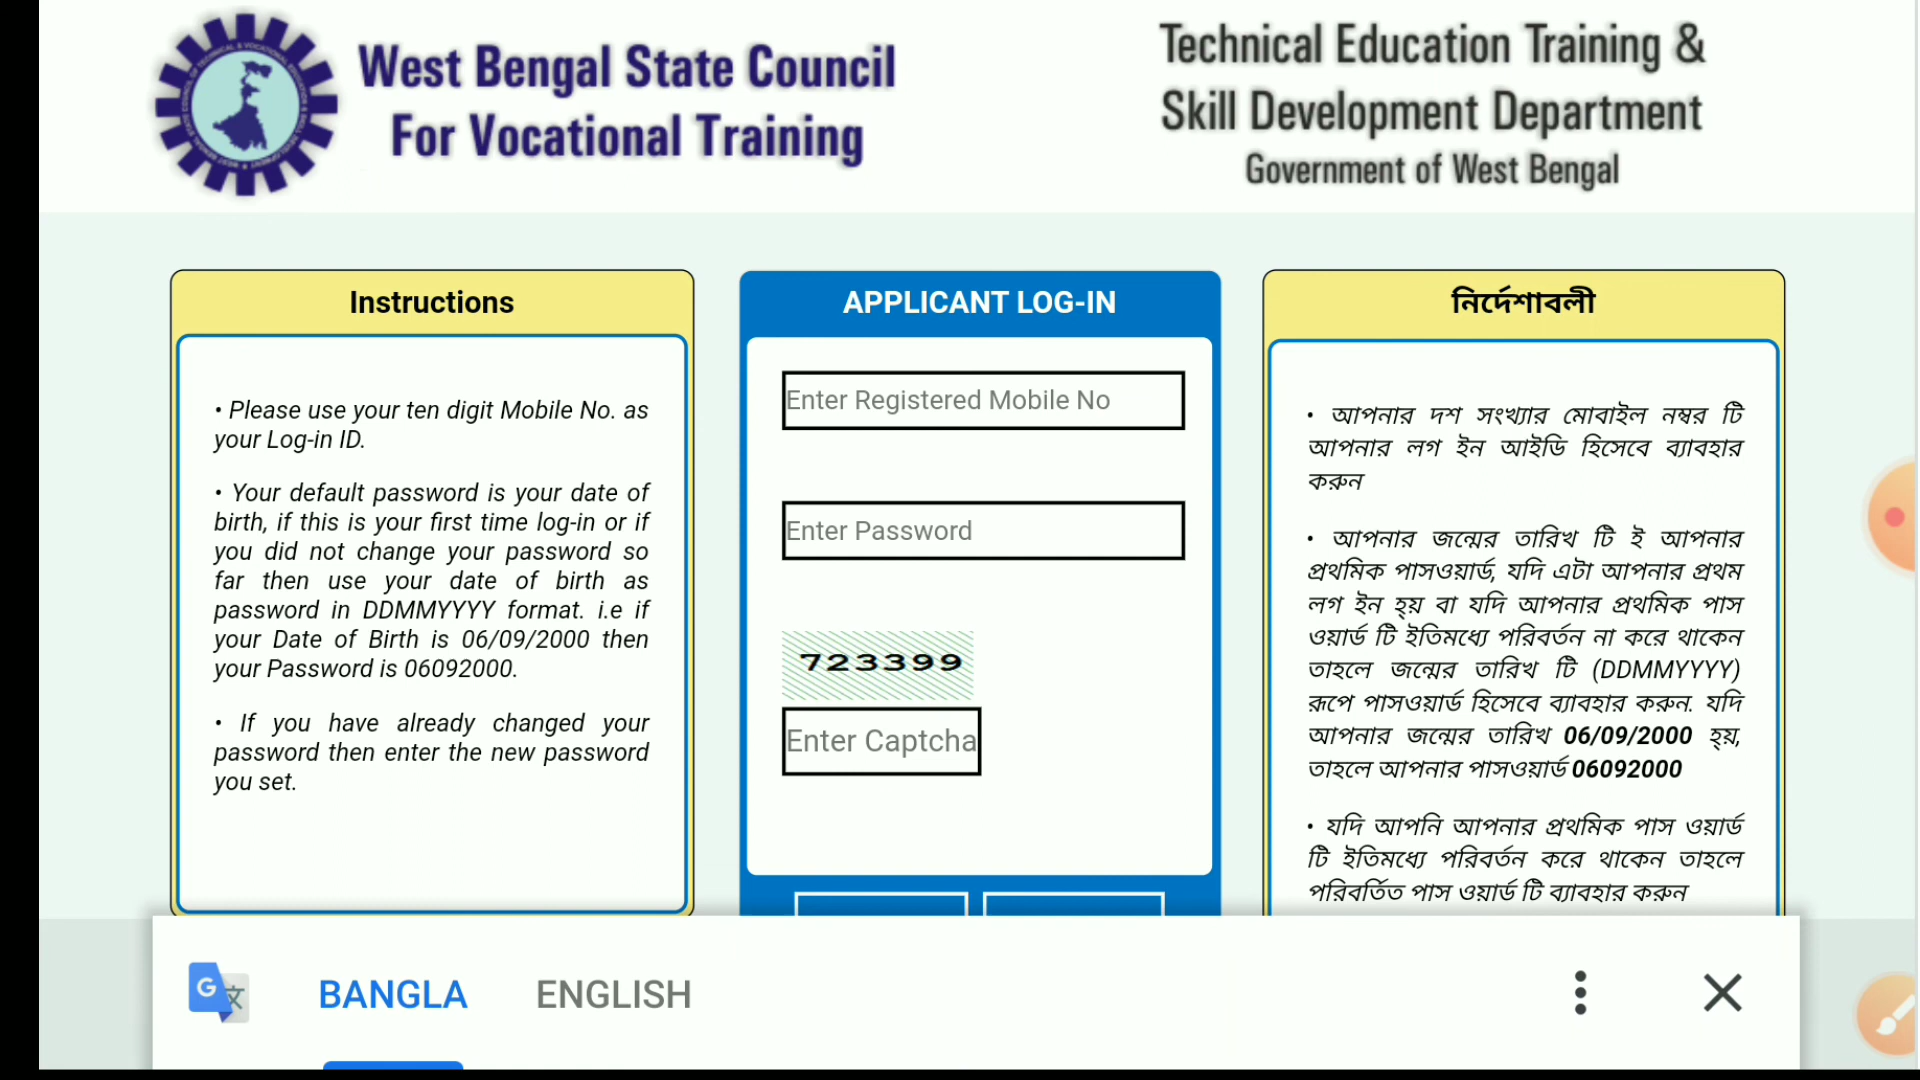 West Bengal State Council
For Vocational Training
Technical Education Training &
Skill Development Department
Government of West Bengal
Instructions
• Please use your ten digit Mobile No. as
your Log-in ID.
• Your default password is your date of
birth, if this is your first time log-in or if
you did not change your password so
far then use your date of birth as
password in DDMMYYYY format. i.e if
your Date of Birth is 06/09/2000 then
your Password is 06092000.
• If you have already changed your
password then enter the new password
you set.
APPLICANT LOG-IN
Enter Registered Mobile No
Enter Password
723399
Enter Captcha
নির্দেশাবলী
• আপনার দশ সংখ্যার মোবাইল নম্বর টি
আপনার লগ ইন আইডি হিসেবে ব্যাবহার
করুন
• আপনার জন্মের তারিখ টি ই আপনার
প্রথমিক পাসওয়ার্ড, যদি এটা আপনার প্রথম
লগ ইন হ্য় বা যদি আপনার প্রথমিক পাস
ওয়ার্ড টি ইতিমধ্যে পরিবর্তন না করে থাকেন
তাহলে জন্মের তারিখ টি (DDMMYYYY)
রূপে পাসওয়ার্ড হিসেবে ব্যাবহার করুন. যদি
আপনার জন্মের তারিখ 06/09/2000 হ্য়,
তাহলে আপনার পাসওয়ার্ড 06092000
• যদি আপনি আপনার প্রথমিক পাস ওয়ার্ড
টি ইতিমধ্যে পরিবর্তন করে থাকেন তাহলে
পরিবর্তিত পাস ওয়ার্ড টি ব্যাবহার করুন
BANGLA
ENGLISH